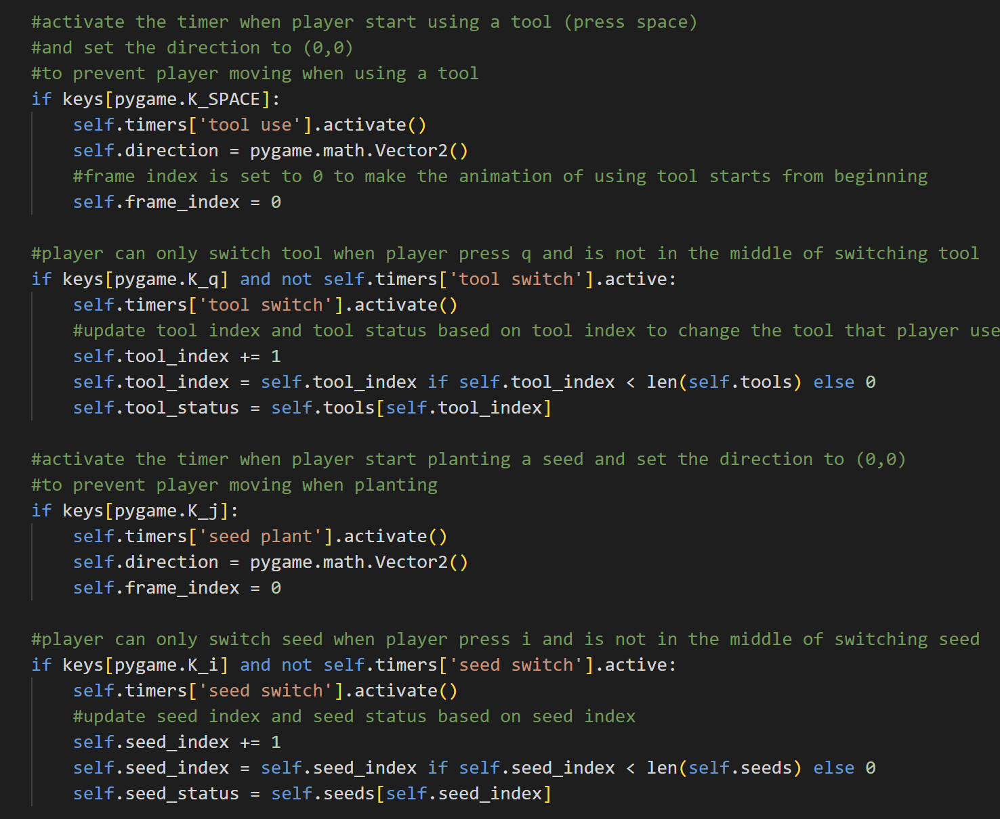 #activate the timer when player start using a tool (press space)
#and set the direction to (0,0)
#to prevent player moving when using a tool
if keys[pygame.K_SPACE]:
    self.timers['tool use'].activate()
    self.direction = pygame.math.Vector2()
    #frame index is set to 0 to make the animation of using tool starts from beginning
    self.frame_index = 0

#player can only switch tool when player press q and is not in the middle of switching tool
if keys[pygame.K_q] and not self.timers['tool switch'].active:
    self.timers['tool switch'].activate()
    #update tool index and tool status based on tool index to change the tool that player use
    self.tool_index += 1
    self.tool_index = self.tool_index if self.tool_index < len(self.tools) else 0
    self.tool_status = self.tools[self.tool_index]

#activate the timer when player start planting a seed and set the direction to (0,0)
#to prevent player moving when planting
if keys[pygame.K_j]:
    self.timers['seed plant'].activate()
    self.direction = pygame.math.Vector2()
    self.frame_index = 0

#player can only switch seed when player press i and is not in the middle of switching seed
if keys[pygame.K_i] and not self.timers['seed switch'].active:
    self.timers['seed switch'].activate()
    #update seed index and seed status based on seed index
    self.seed_index += 1
    self.seed_index = self.seed_index if self.seed_index < len(self.seeds) else 0
    self.seed_status = self.seeds[self.seed_index]